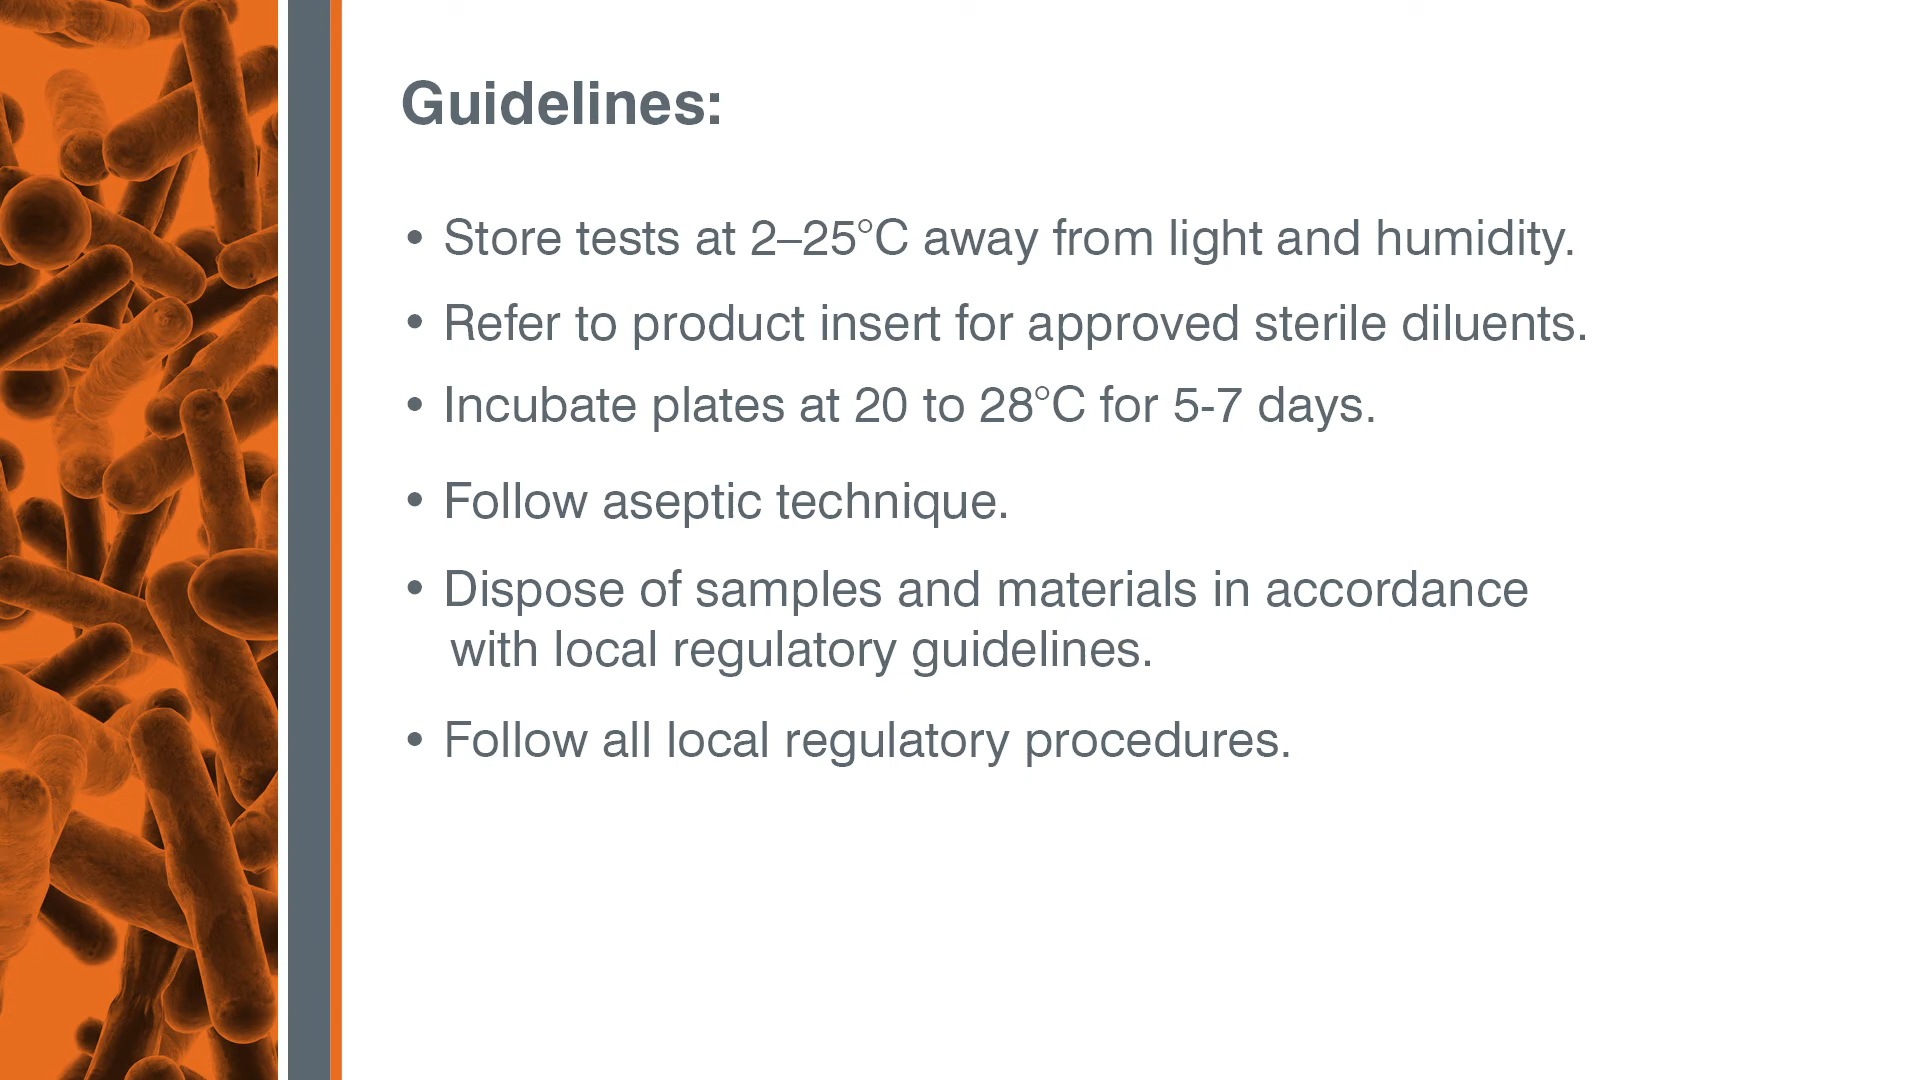 Guidelines:
• Store tests at 2–25°C away from light and humidity.
• Refer to product insert for approved sterile diluents.
• Incubate plates at 20 to 28°C for 5-7 days.
• Follow aseptic technique.
• Dispose of samples and materials in accordance
with local regulatory guidelines.
• Follow all local regulatory procedures.